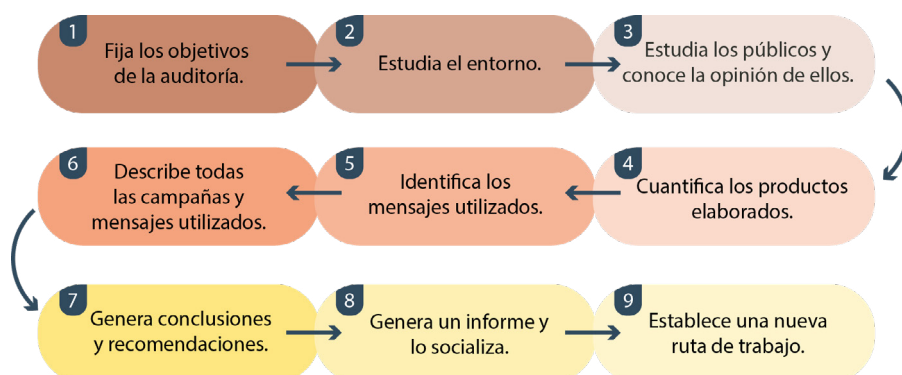 1
Fija los objetivos
de la auditoría.
2
Estudia el entorno.
3
Estudia los públicos y
conoce la opinión de ellos.
4
Cuantifica los productos
elaborados.
5
Identifica los
mensajes utilizados.
6
Describe todas
las campañas y
mensajes utilizados.
7
Genera conclusiones
y recomendaciones.
8
Genera un informe y
lo socializa.
9
Establece una nueva
ruta de trabajo.